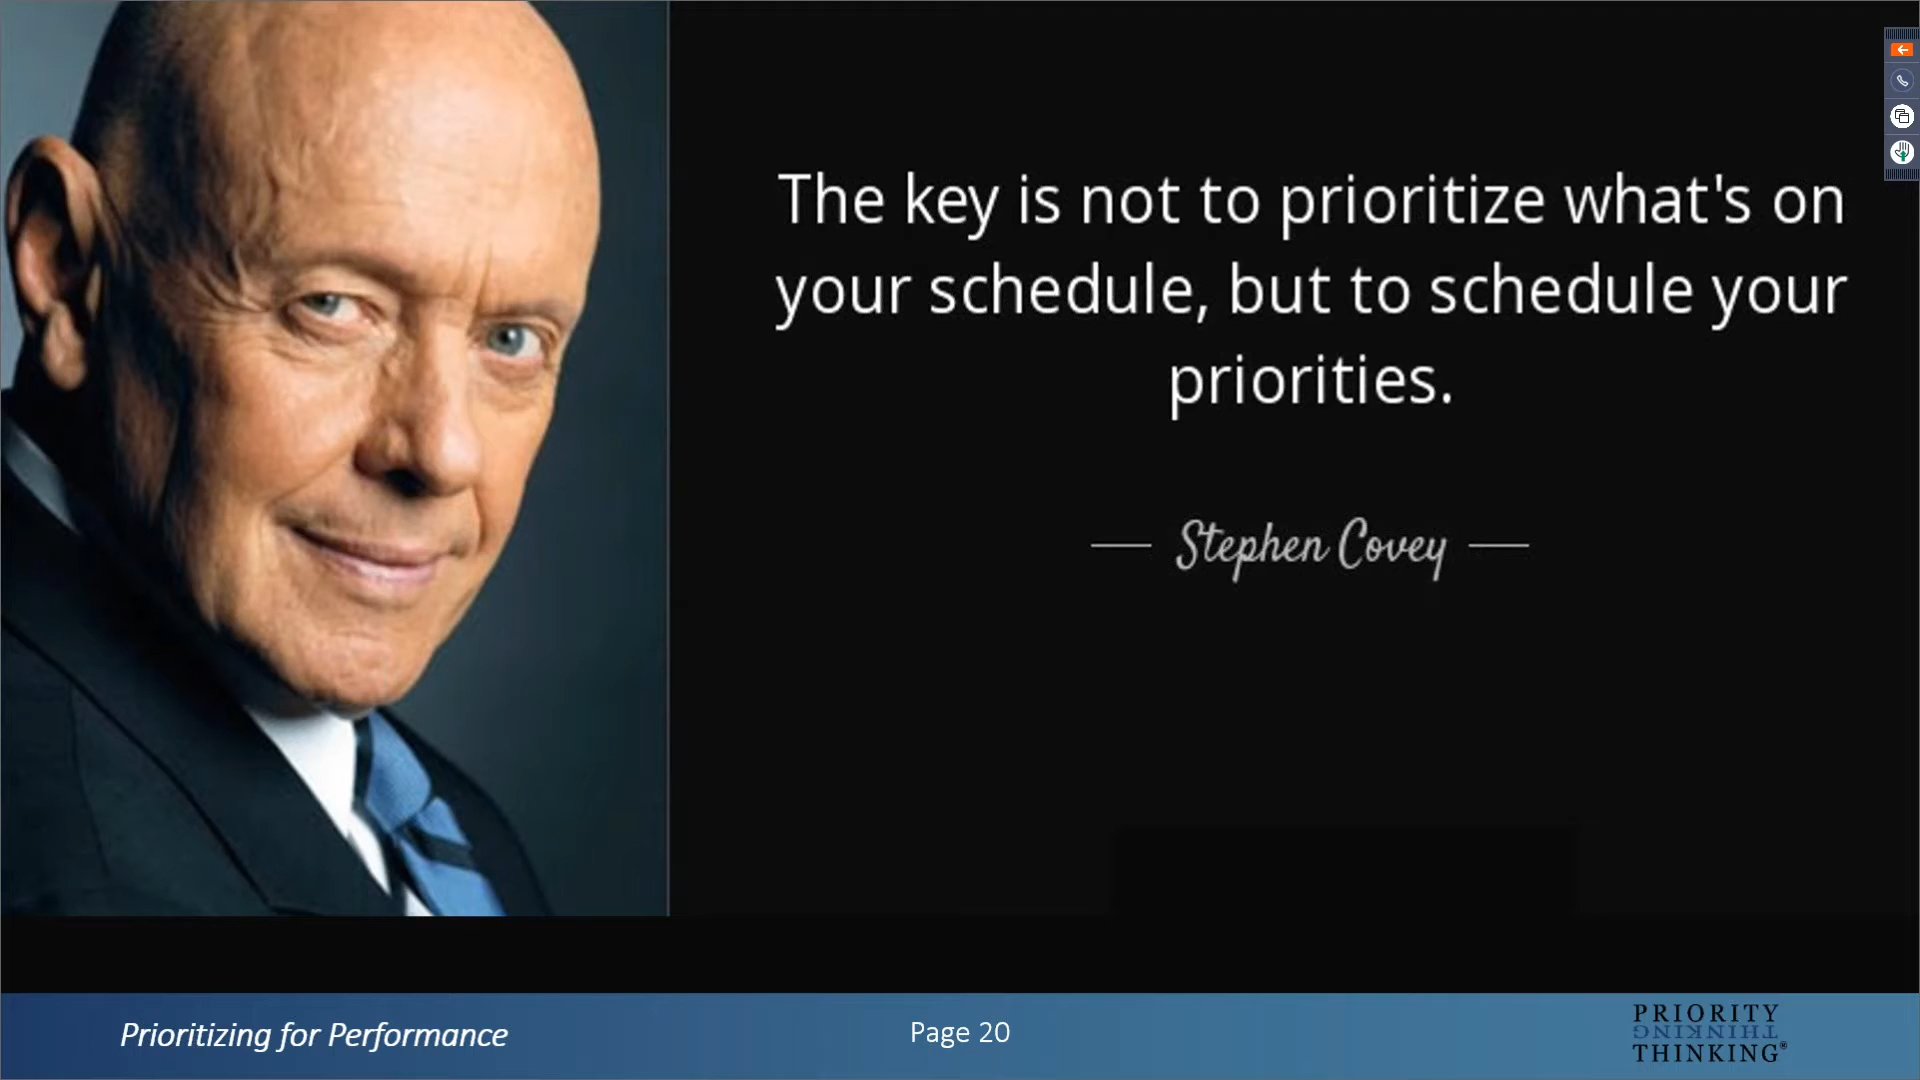 The key is not to prioritize what's on
your schedule, but to schedule your
priorities.
Stephen Covey
Prioritizing for Performance
Page 20
PRIORITY
THINKING
THINKING®